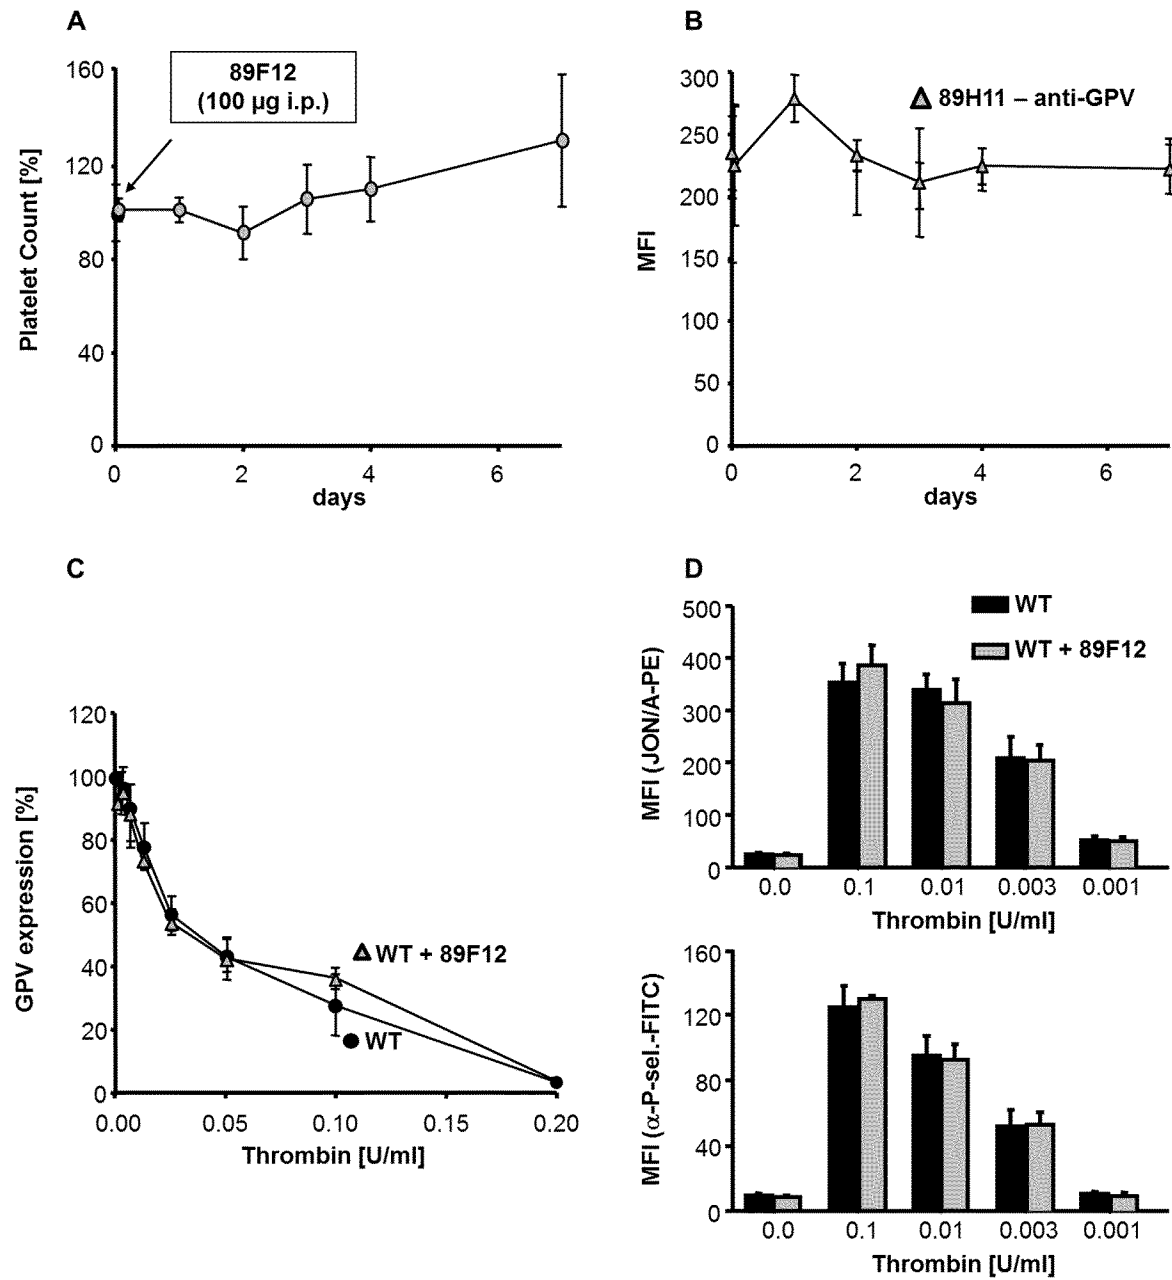 A
89F12
(100 µg i.p.)
Platelet Count [%]
160
120
80
40
0
0 2 4 6
days
B
89H11 – anti-GPV
MFI
300
250
200
150
100
50
0
0 2 4 6
days
C
GPV expression [%]
120
100
80
60
40
20
0
WT + 89F12
WT
0.00 0.05 0.10 0.15 0.20
Thrombin [U/ml]
D
WT
WT + 89F12
MFI (JON/A-PE)
500
400
300
200
100
0
0.0 0.1 0.01 0.003 0.001
Thrombin [U/ml]
MFI (α-P-sel.-FITC)
160
120
80
40
0
0.0 0.1 0.01 0.003 0.001
Thrombin [U/ml]